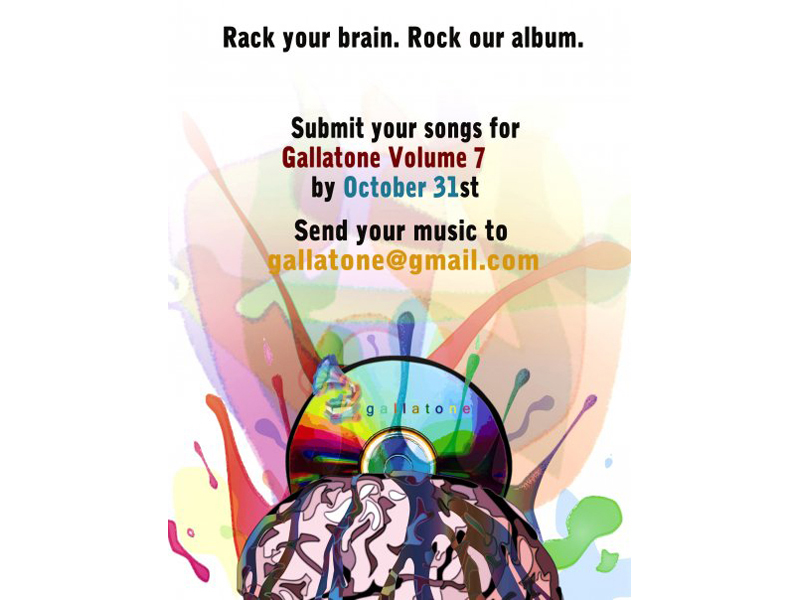 Rack your brain. Rock our album.
Submit your songs for
Gallatone Volume 7
by October 31st
Send your music to
gallatone@gmail.com
gallatone